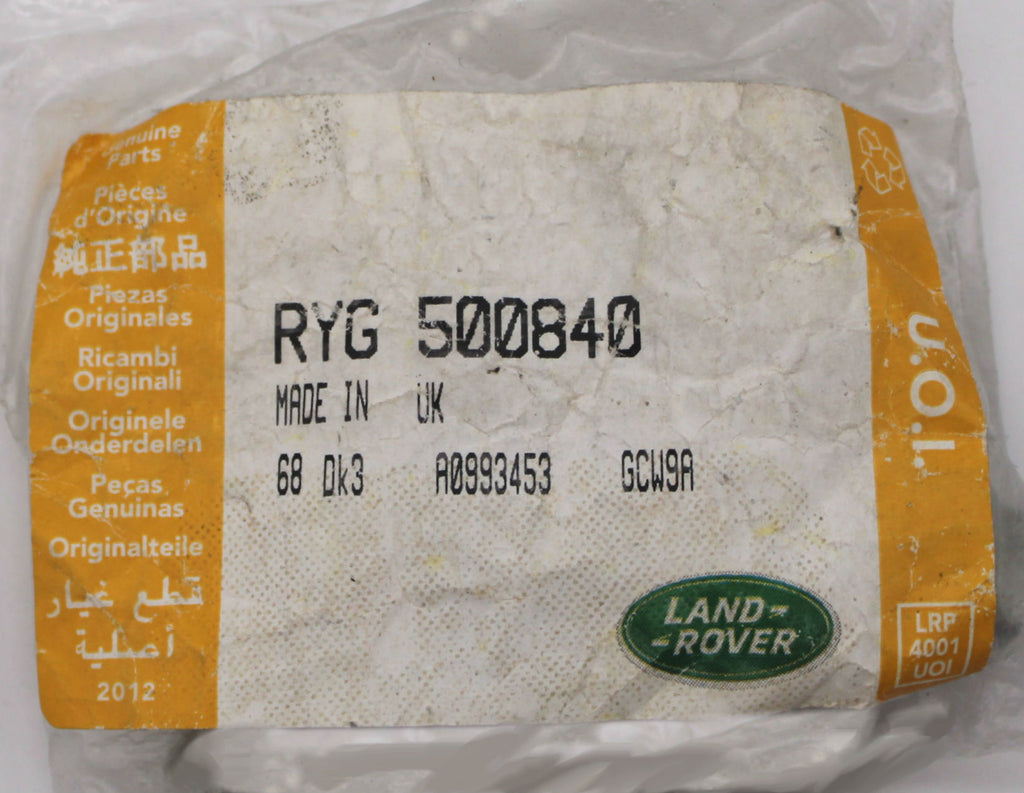 Genuine
Parts
Pièces
d'Origine
純正部品
Piezas
Originales
Ricambi
Originali
Originele
Onderdelen
Peças
Genuinas
Originalteile
قطع غيار
أصلية
2012
RYG 500840
MADE IN UK
68 Dk3 A0993453 GCW9A
LAND-
-ROVER
U.O.I.
LRP
4001
UOI